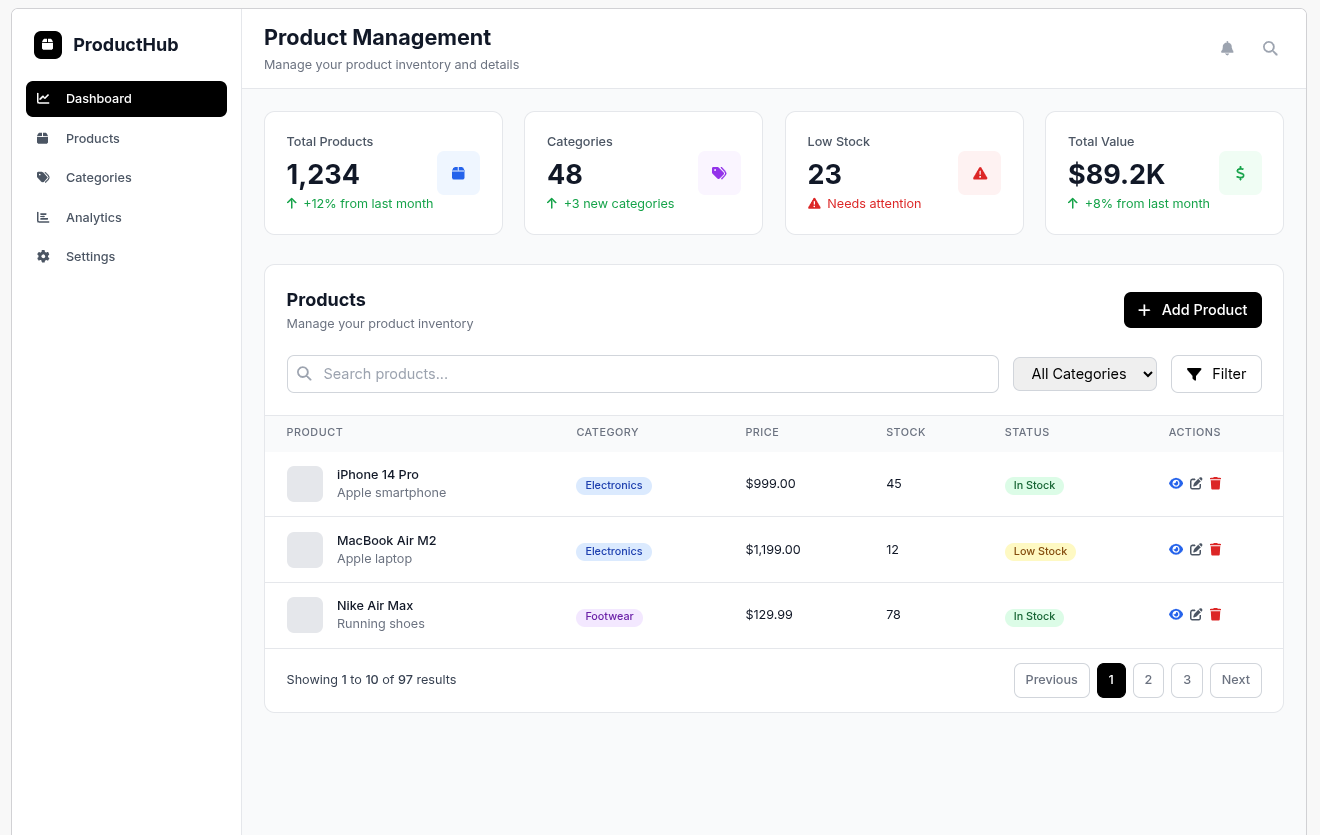 ProductHub
Dashboard
Products
Categories
Analytics
Settings
Product Management
Manage your product inventory and details
Total Products
1,234
+12% from last month
Categories
48
+3 new categories
Low Stock
23
Needs attention
Total Value
$89.2K
+8% from last month
Products
Manage your product inventory
Add Product
Search products...
All Categories
Filter
PRODUCT CATEGORY PRICE STOCK STATUS ACTIONS
iPhone 14 Pro
Apple smartphone
Electronics
$999.00
45
In Stock
MacBook Air M2
Apple laptop
Electronics
$1,199.00
12
Low Stock
Nike Air Max
Running shoes
Footwear
$129.99
78
In Stock
Showing 1 to 10 of 97 results
Previous 1 2 3 Next